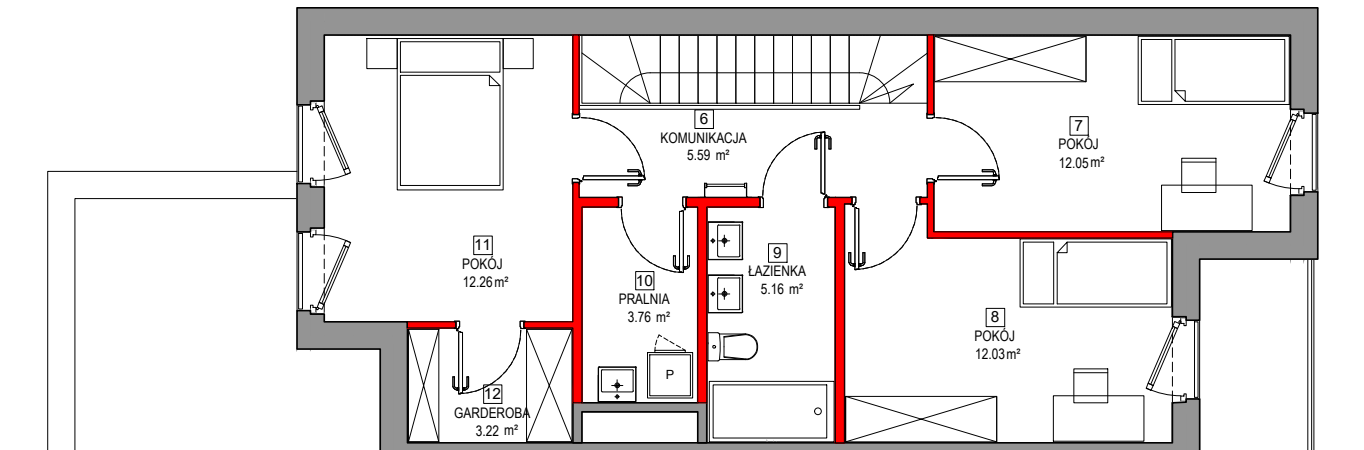 6
KOMUNIKACJA
5.59 m²
7
POKÓJ
12.05 m²
11
POKÓJ
12.26 m²
10
PRALNIA
3.76 m²
9
ŁAZIENKA
5.16 m²
8
POKÓJ
12.03 m²
P
12
GARDEROBA
3.22 m²